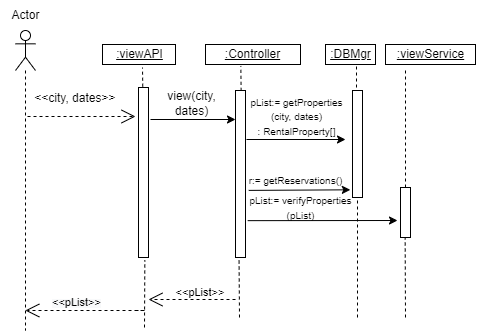 Actor
:viewAPI
:Controller
:DBMgr
:viewService
<<city, dates>>
view(city,
dates)
pList:= getProperties
(city, dates)
: RentalProperty[]
r:= getReservations()
pList:= verifyProperties
(pList)
<<pList>>
<<pList>>